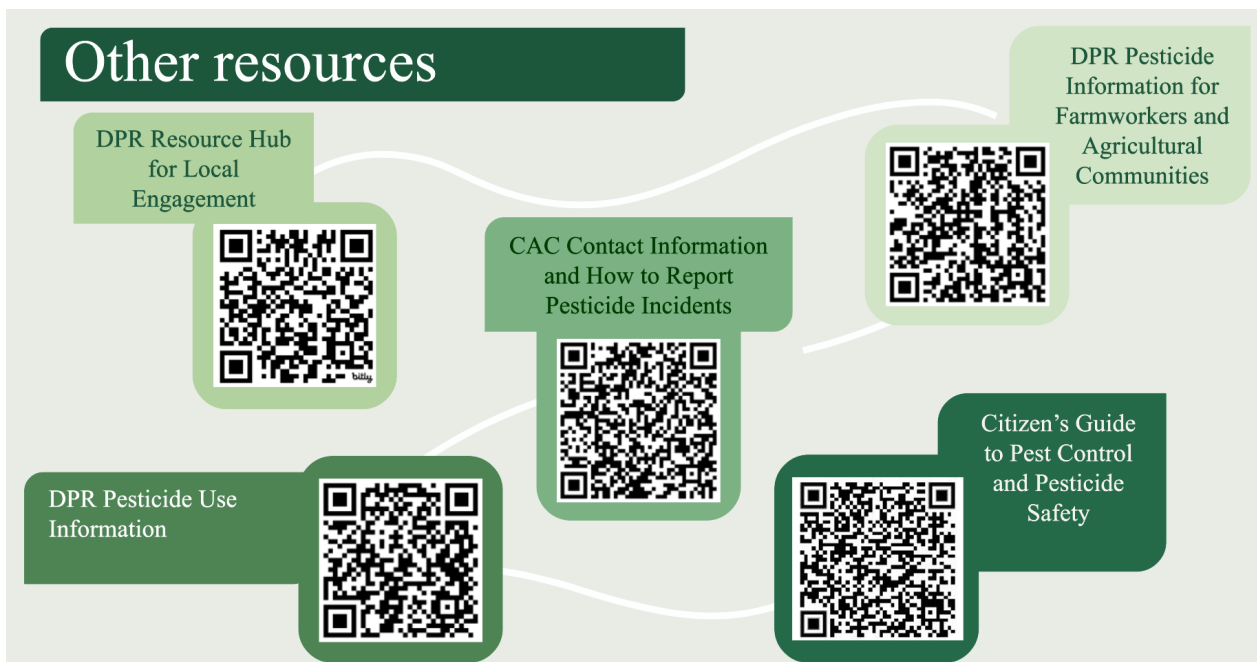 Other resources
DPR Resource Hub
for Local
Engagement
bitly
CAC Contact Information
and How to Report
Pesticide Incidents
DPR Pesticide
Information for
Farmworkers and
Agricultural
Communities
DPR Pesticide Use
Information
Citizen’s Guide
to Pest Control
and Pesticide
Safety